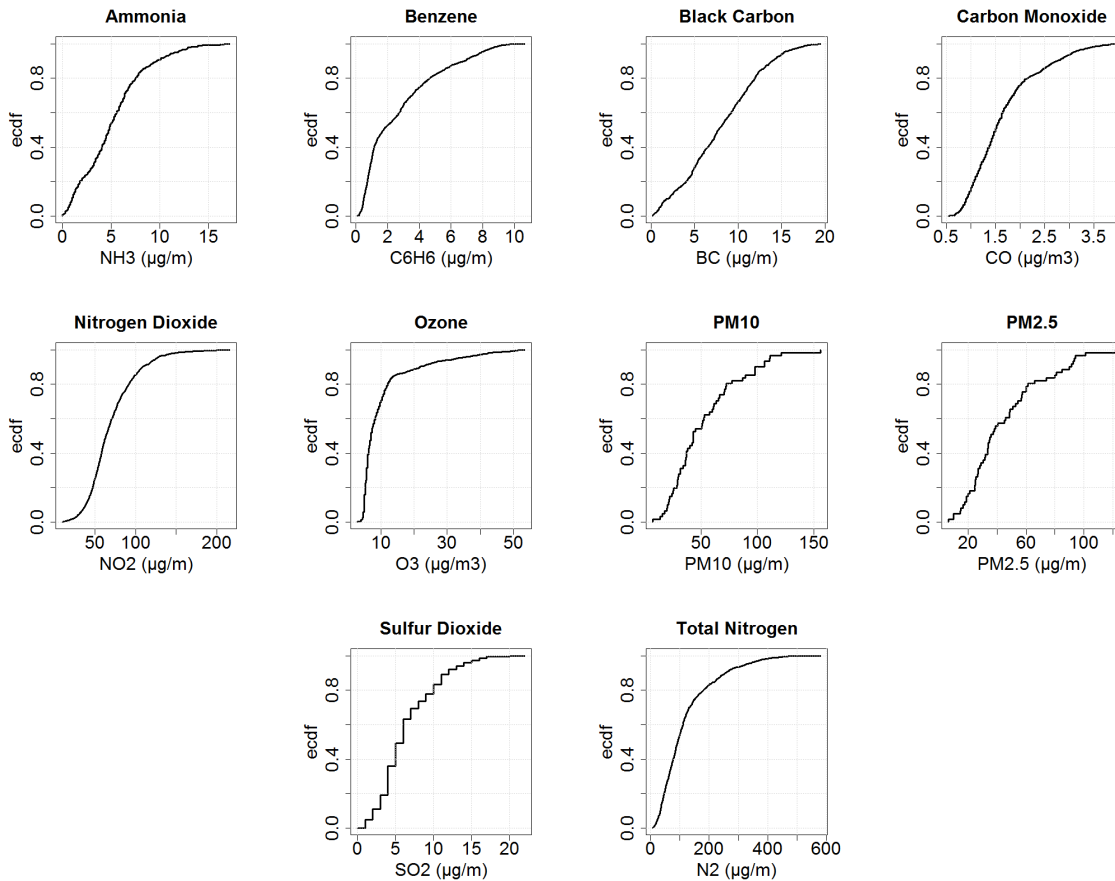 Ammonia
ecdf
0.0 0.4 0.8
0 5 10 15
NH3 (µg/m)
Benzene
ecdf
0.0 0.4 0.8
0 2 4 6 8 10
C6H6 (µg/m)
Black Carbon
ecdf
0.0 0.4 0.8
0 5 10 15 20
BC (µg/m)
Carbon Monoxide
ecdf
0.0 0.4 0.8
0.5 1.5 2.5 3.5
CO (µg/m3)
Nitrogen Dioxide
ecdf
0.0 0.4 0.8
50 100 200
NO2 (µg/m)
Ozone
ecdf
0.0 0.4 0.8
10 30 50
O3 (µg/m3)
PM10
ecdf
0.0 0.4 0.8
50 100 150
PM10 (µg/m)
PM2.5
ecdf
0.0 0.4 0.8
20 60 100
PM2.5 (µg/m)
Sulfur Dioxide
ecdf
0.0 0.4 0.8
0 5 10 15 20
SO2 (µg/m)
Total Nitrogen
ecdf
0.0 0.4 0.8
0 200 400 600
N2 (µg/m)